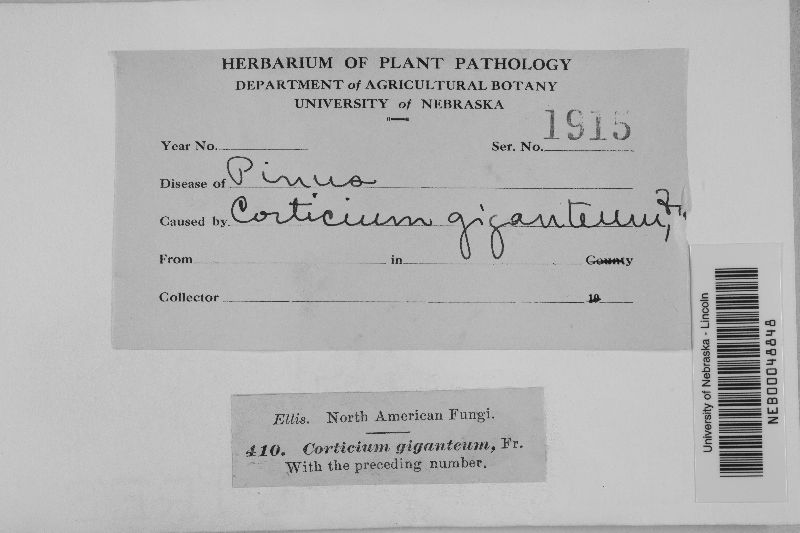 HERBARIUM OF PLANT PATHOLOGY
DEPARTMENT of AGRICULTURAL BOTANY
UNIVERSITY of NEBRASKA
Year No. Ser. No. 1915
Disease of Pinus
Caused by Corticium giganteum, Fr.
From in County
Collector 19
Ellis. North American Fungi.
410. Corticium giganteum, Fr.
With the preceding number.
University of Nebraska - Lincoln
NEB00048848